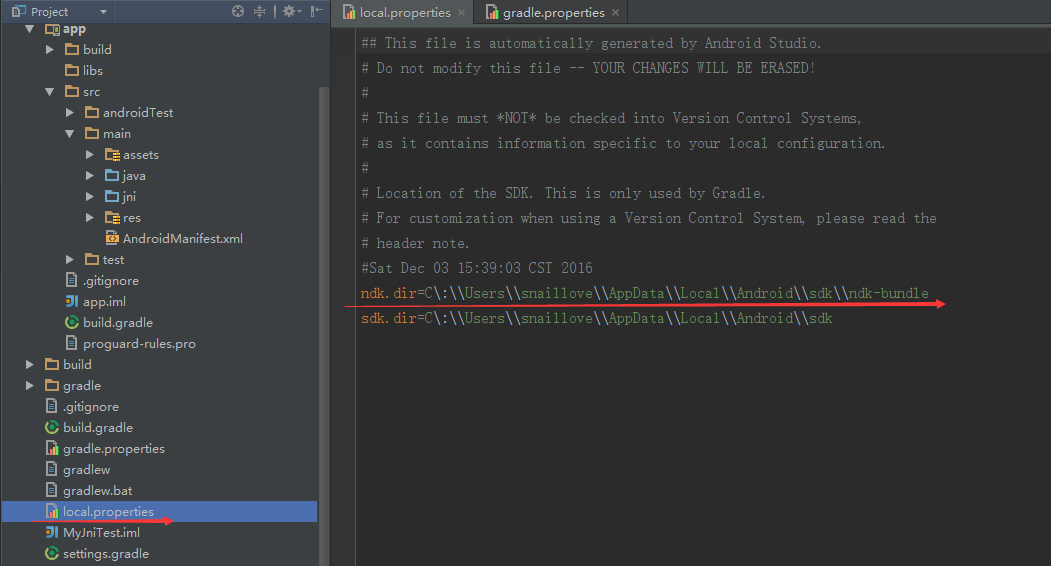 Project
app
build
libs
src
androidTest
main
assets
java
jni
res
AndroidManifest.xml
test
.gitignore
app.iml
build.gradle
proguard-rules.pro
build
gradle
.gitignore
build.gradle
gradle.properties
gradlew
gradlew.bat
local.properties
MyJniTest.iml
settings.gradle
local.properties
gradle.properties
## This file is automatically generated by Android Studio.
# Do not modify this file -- YOUR CHANGES WILL BE ERASED!
#
# This file must *NOT* be checked into Version Control Systems,
# as it contains information specific to your local configuration.
#
# Location of the SDK. This is only used by Gradle.
# For customization when using a Version Control System, please read the
# header note.
#Sat Dec 03 15:39:03 CST 2016
ndk.dir=C\:\\Users\\snaillove\\AppData\\Local\\Android\\sdk\\ndk-bundle
sdk.dir=C\:\\Users\\snaillove\\AppData\\Local\\Android\\sdk